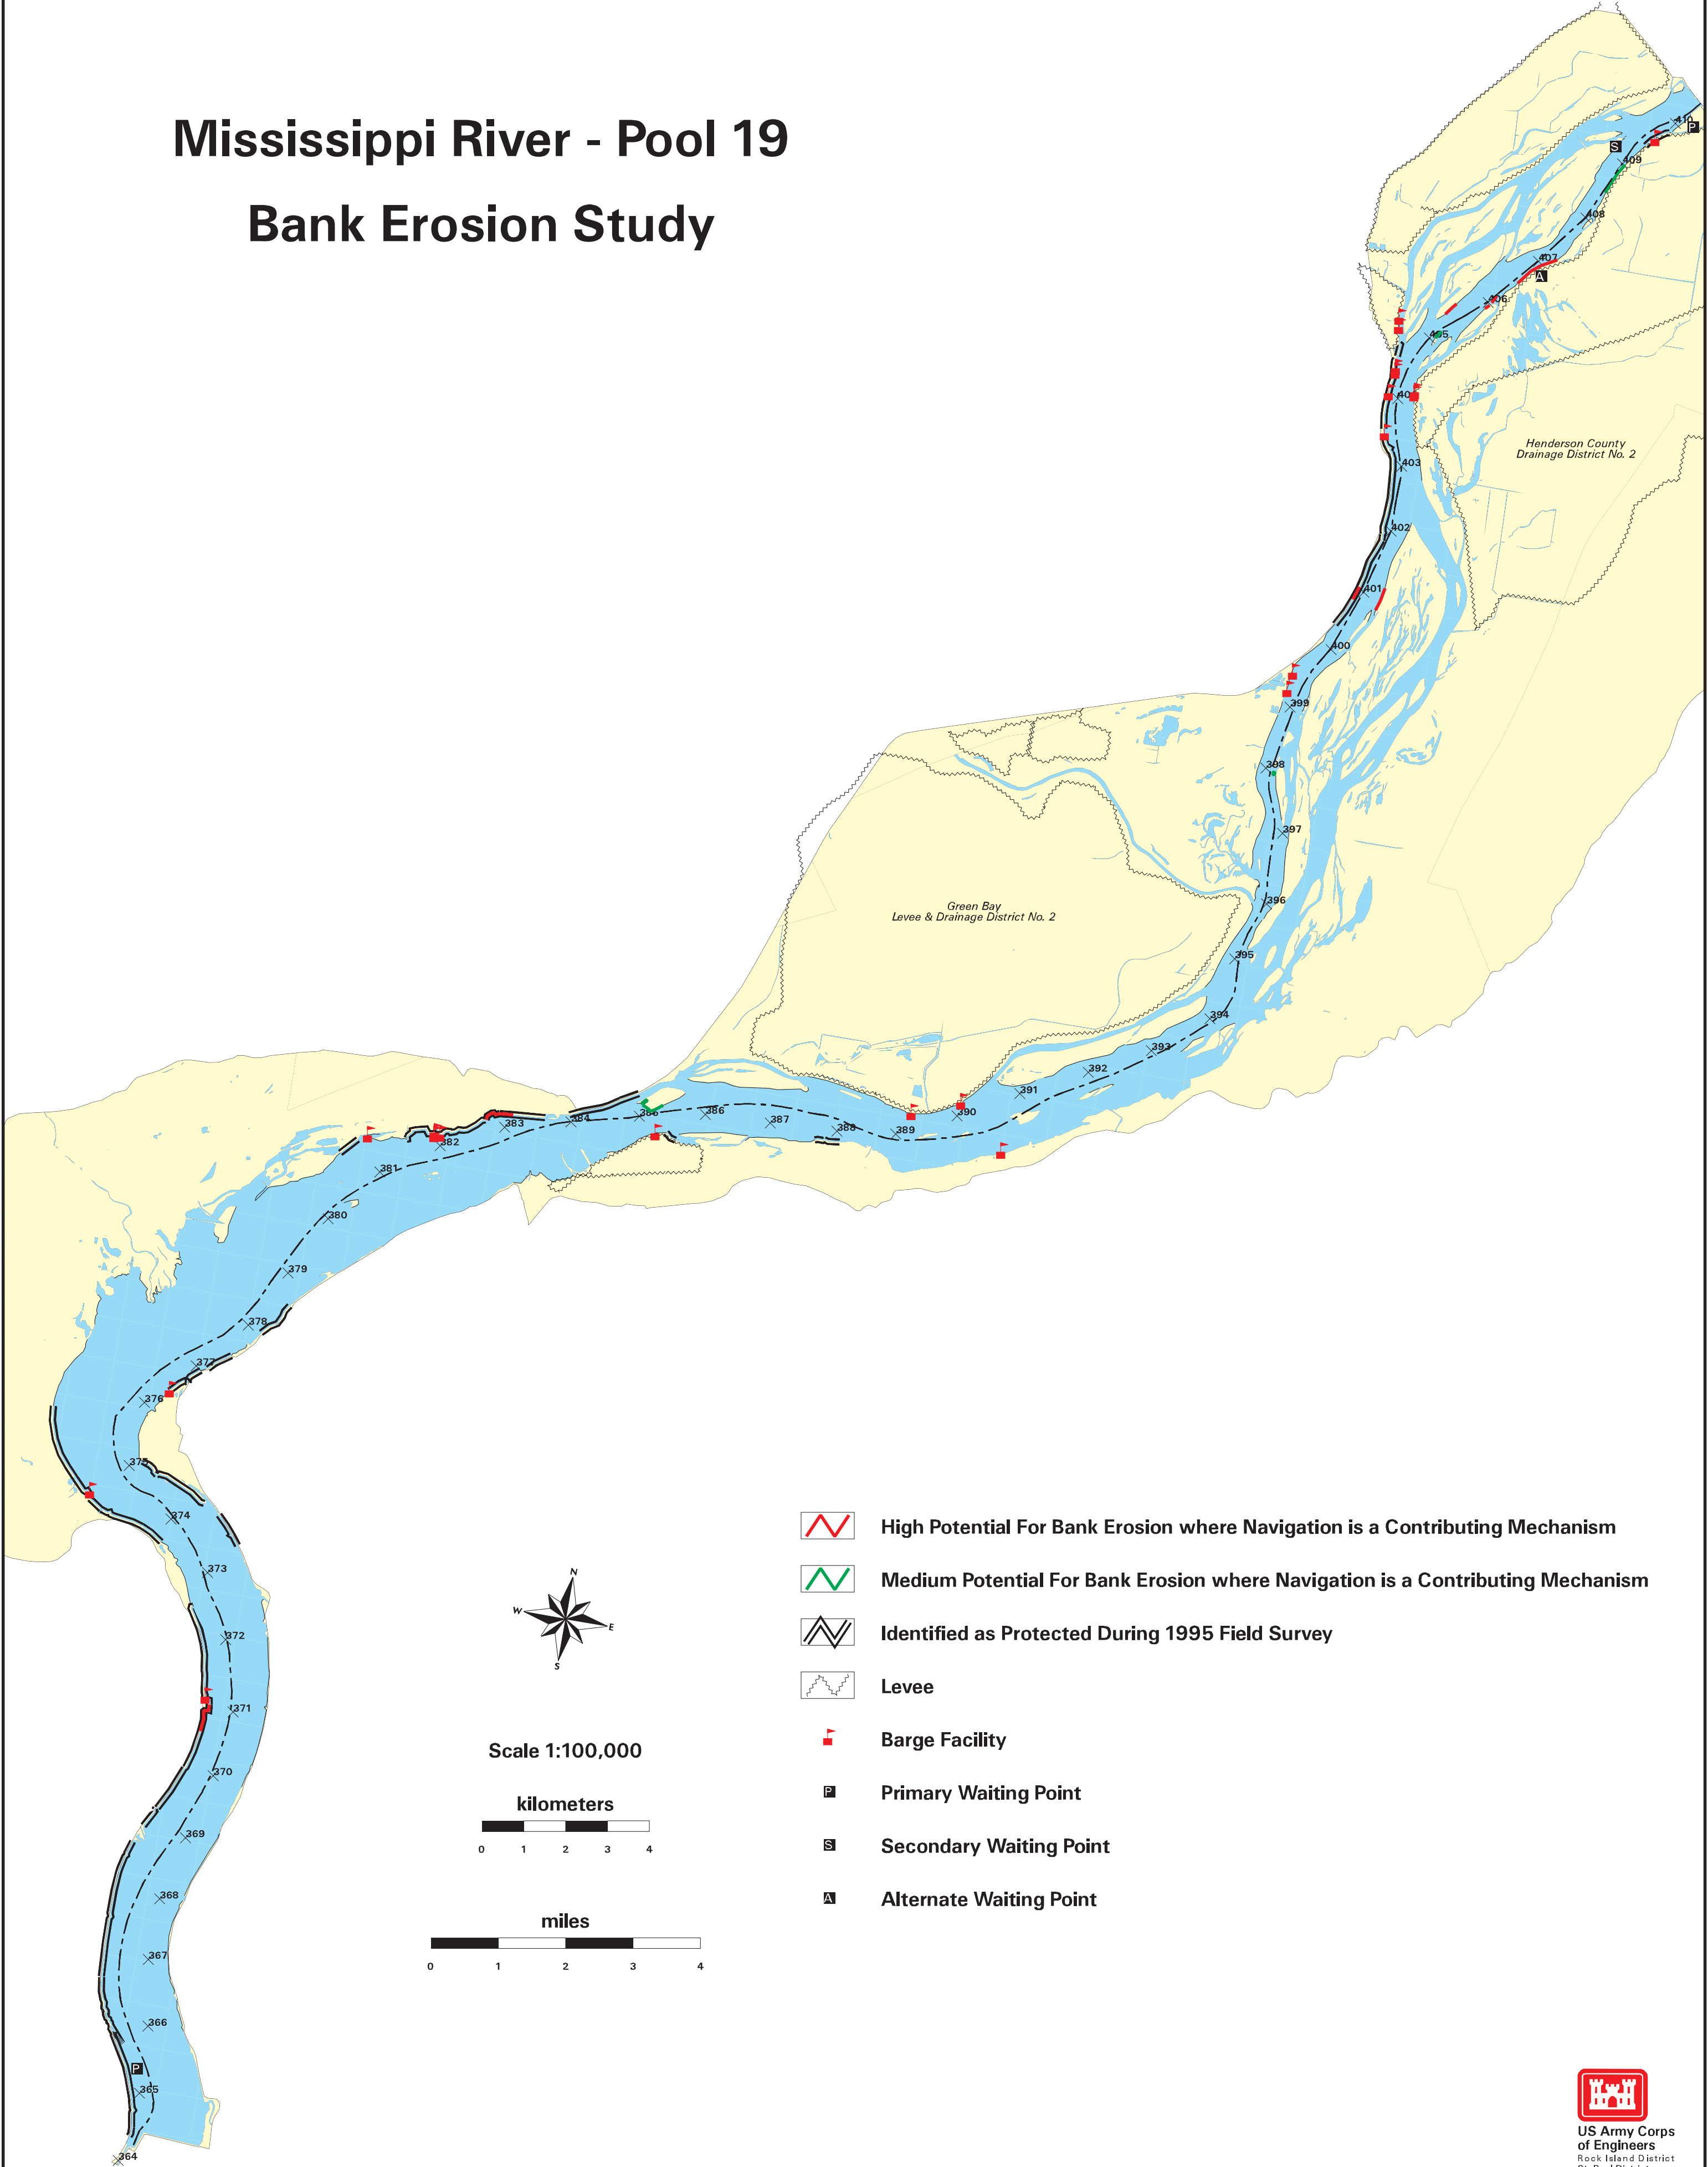 Mississippi River - Pool 19
Bank Erosion Study
410
P
S
409
408
407
A
406
405
403
Henderson County
Drainage District No. 2
402
401
400
399
398
397
Green Bay
Levee & Drainage District No. 2
396
395
394
393
392
391
390
389
388
387
386
384
383
382
381
380
379
378
377
376
375
374
373
372
371
370
369
368
367
366
P
365
364
N
W
E
S
Scale 1:100,000
kilometers
0 1 2 3 4
miles
0 1 2 3 4
High Potential For Bank Erosion where Navigation is a Contributing Mechanism
Medium Potential For Bank Erosion where Navigation is a Contributing Mechanism
Identified as Protected During 1995 Field Survey
Levee
Barge Facility
P Primary Waiting Point
S Secondary Waiting Point
A Alternate Waiting Point
US Army Corps
of Engineers
Rock Island District